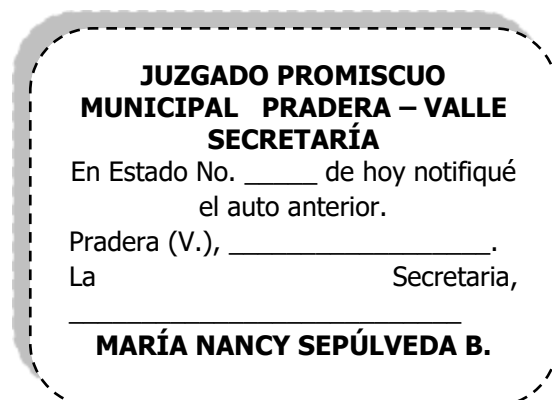 JUZGADO PROMISCUO
MUNICIPAL PRADERA – VALLE
SECRETARÍA
En Estado No. _____ de hoy notifiqué
el auto anterior.
Pradera (V.), __________________.
La Secretaria,
___________________________
MARÍA NANCY SEPÚLVEDA B.